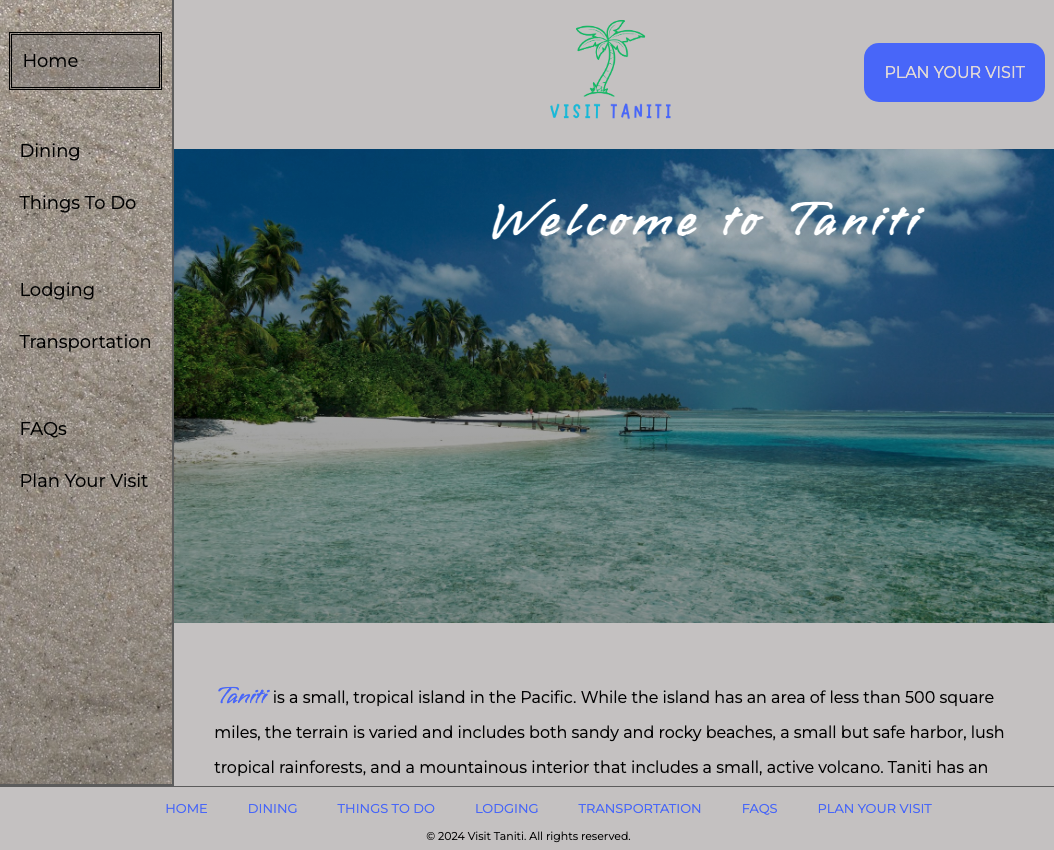 Home
Dining
Things To Do
Lodging
Transportation
FAQs
Plan Your Visit
VISIT TANITI
PLAN YOUR VISIT
Welcome to Taniti
Taniti is a small, tropical island in the Pacific. While the island has an area of less than 500 square
miles, the terrain is varied and includes both sandy and rocky beaches, a small but safe harbor, lush
tropical rainforests, and a mountainous interior that includes a small, active volcano. Taniti has an
HOME DINING THINGS TO DO LODGING TRANSPORTATION FAQS PLAN YOUR VISIT
© 2024 Visit Taniti. All rights reserved.